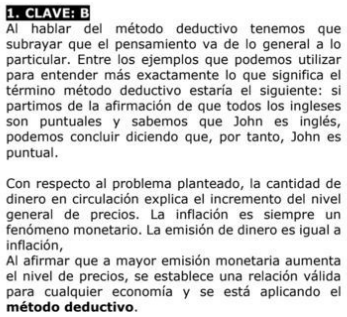 1. CLAVE: B
Al hablar del método deductivo tenemos que
subrayar que el pensamiento va de lo general a lo
particular. Entre los ejemplos que podemos utilizar
para entender más exactamente lo que significa el
término método deductivo estaría el siguiente: si
partimos de la afirmación de que todos los ingleses
son puntuales y sabemos que John es inglés,
podemos concluir diciendo que, por tanto, John es
puntual.
Con respecto al problema planteado, la cantidad de
dinero en circulación explica el incremento del nivel
general de precios. La inflación es siempre un
fenómeno monetario. La emisión de dinero es igual a
inflación,
Al afirmar que a mayor emisión monetaria aumenta
el nivel de precios, se establece una relación válida
para cualquier economía y se está aplicando el
método deductivo.